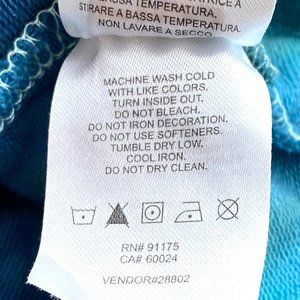 BASSA TEMPERATURA,
STIRARE A BASSA TEMPERATURA.
NON LAVARE A SECCO.
MACHINE WASH COLD
WITH LIKE COLORS.
TURN INSIDE OUT.
DO NOT BLEACH.
DO NOT IRON DECORATION.
DO NOT USE SOFTENERS.
TUMBLE DRY LOW.
COOL IRON.
DO NOT DRY CLEAN.
RN# 91175
CA# 60024
VENDOR#28802